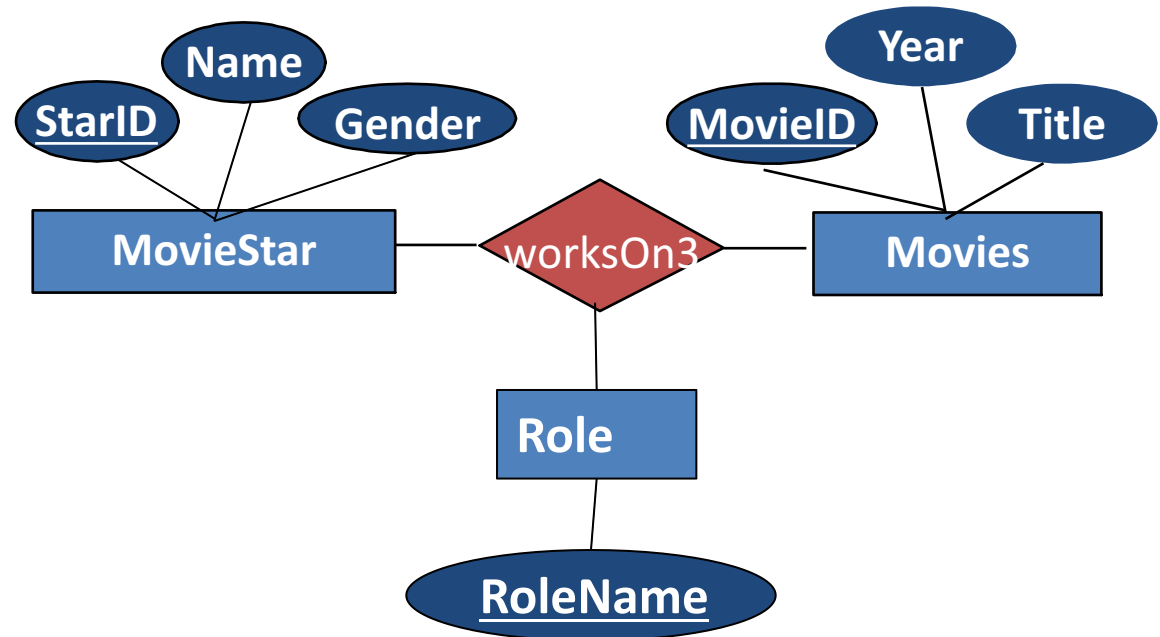 Name
Year
StarID
Gender
MovieID
Title
MovieStar
worksOn3
Movies
Role
RoleName